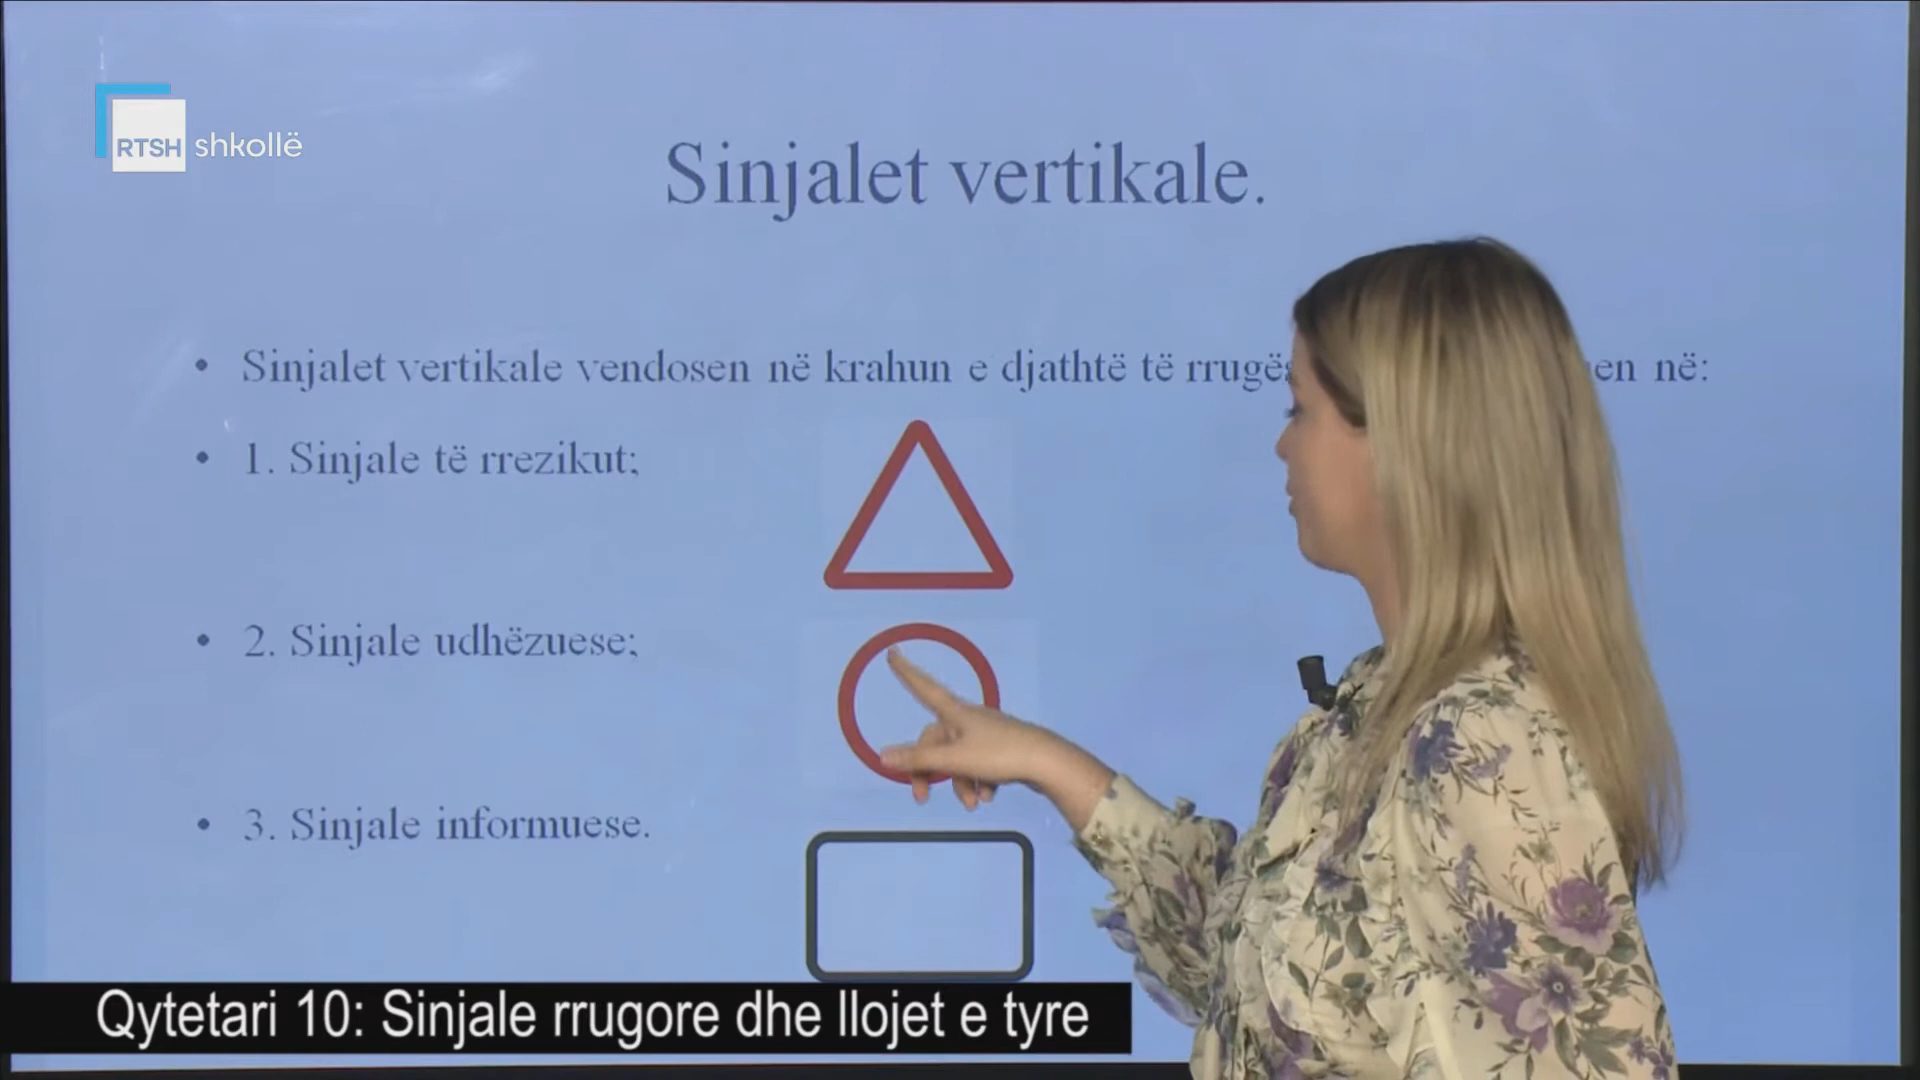 RTSH shkollë
Sinjalet vertikale.
• Sinjalet vertikale vendosen në krahun e djathtë të në:
• 1. Sinjale të rrezikut;
• 2. Sinjale udhëzuese;
• 3. Sinjale informuese.
Qytetari 10: Sinjale rrugore dhe llojet e tyre